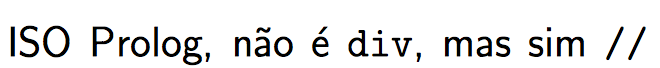 ISO Prolog, não é div, mas sim //